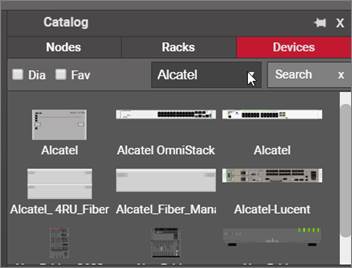 Catalog X
Nodes Racks Devices
Dia Fav Alcatel Search x
Alcatel Alcatel OmniStack Alcatel
Alcatel_ 4RU_Fiber Alcatel_Fiber_Mana Alcatel-Lucent